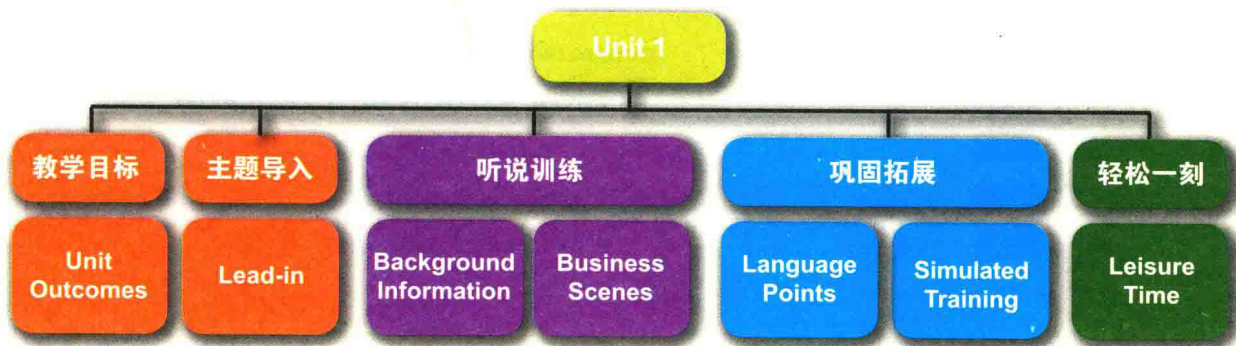 Unit 1
教学目标
主题导入
听说训练
巩固拓展
轻松一刻
Unit
Outcomes
Lead-in
Background
Information
Business
Scenes
Language
Points
Simulated
Training
Leisure
Time